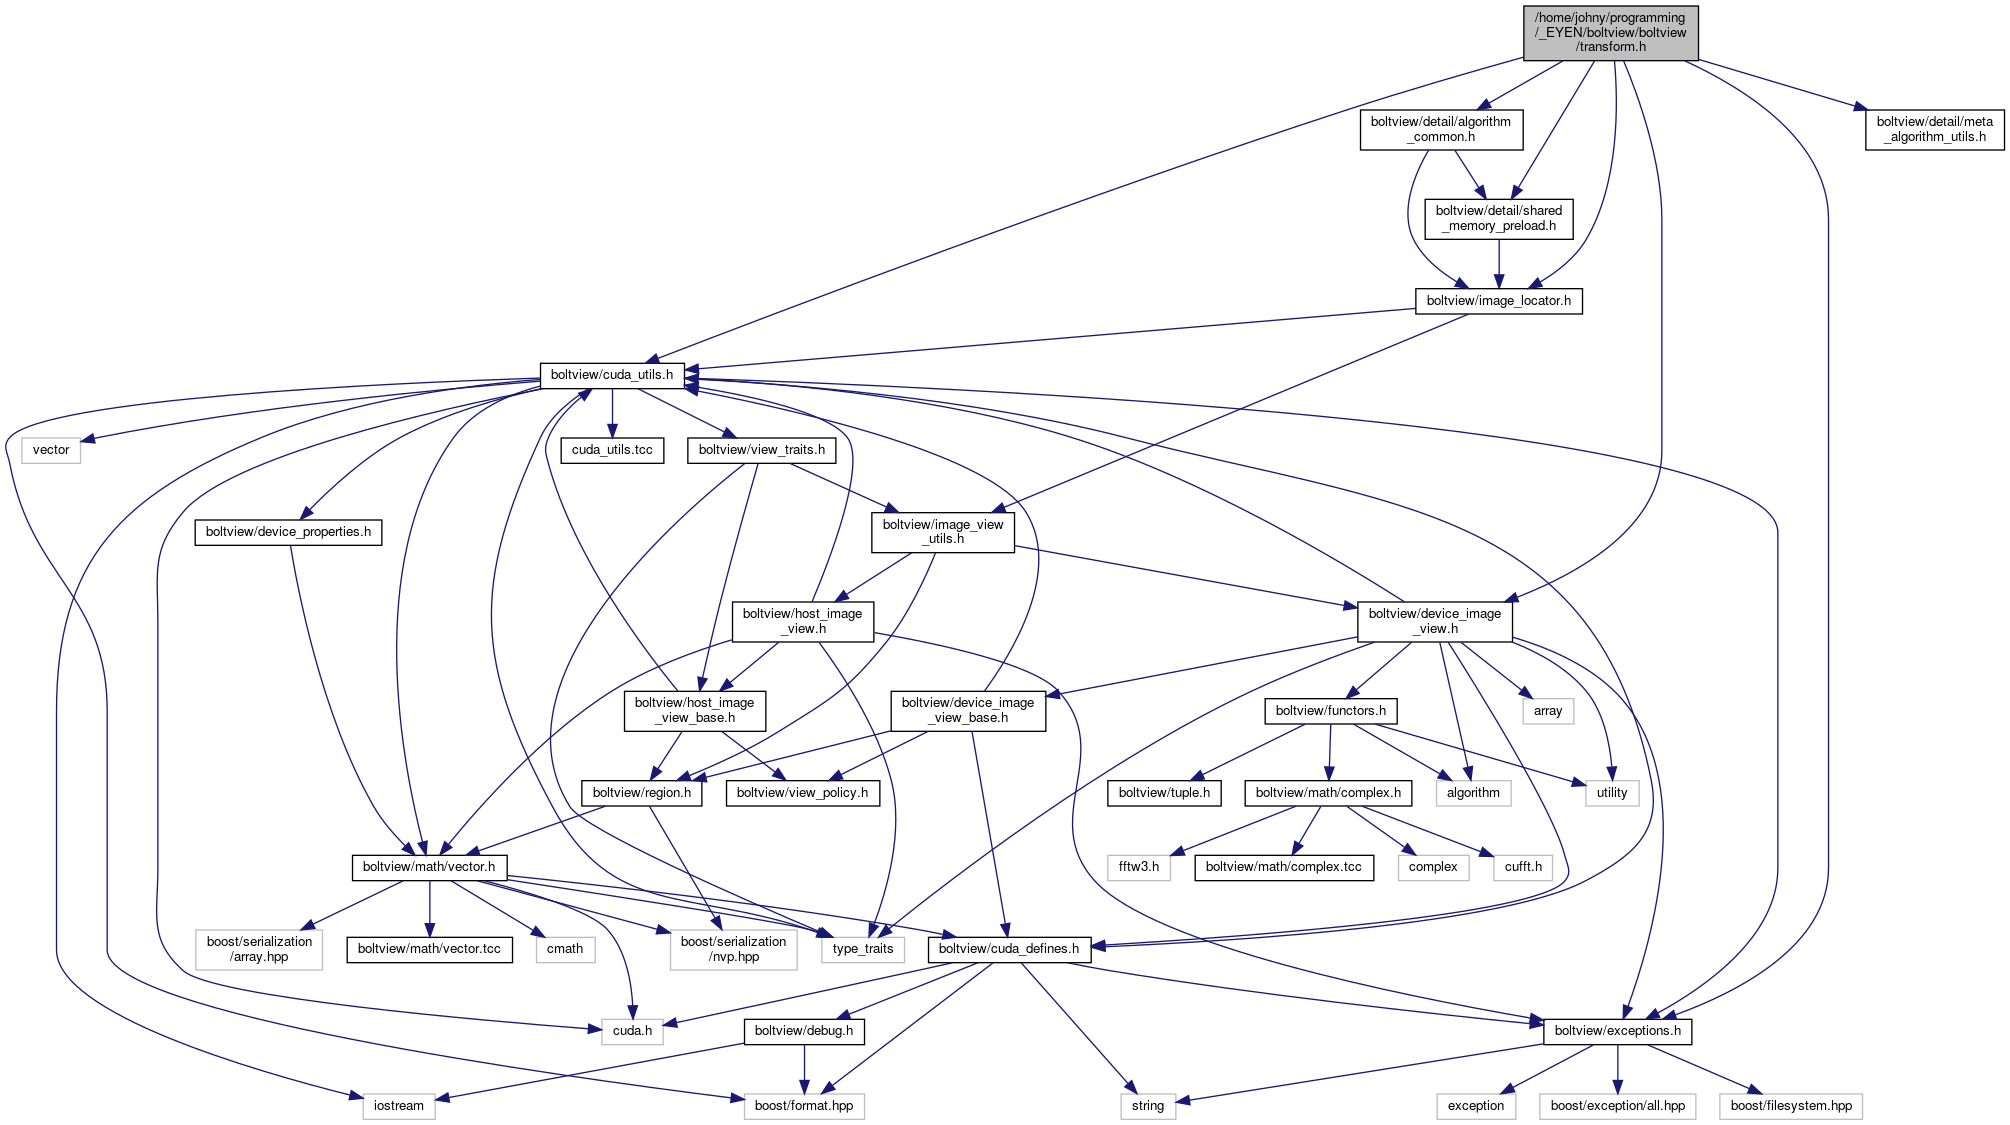 /home/johny/programming
/_EYEN/boltview/boltview
/transform.h
boltview/detail/algorithm
_common.h
boltview/detail/meta
_algorithm_utils.h
boltview/detail/shared
_memory_preload.h
boltview/image_locator.h
boltview/cuda_utils.h
vector
cuda_utils.tcc
boltview/view_traits.h
boltview/device_properties.h
boltview/image_view
_utils.h
boltview/host_image
_view.h
boltview/device_image
_view.h
boltview/host_image
_view_base.h
boltview/device_image
_view_base.h
boltview/functors.h
array
boltview/region.h
boltview/view_policy.h
boltview/tuple.h
boltview/math/complex.h
algorithm
utility
boltview/math/vector.h
fftw3.h
boltview/math/complex.tcc
complex
cufft.h
boost/serialization
/array.hpp
boltview/math/vector.tcc
cmath
boost/serialization
/nvp.hpp
type_traits
boltview/cuda_defines.h
cuda.h
boltview/debug.h
boltview/exceptions.h
iostream
boost/format.hpp
string
exception
boost/exception/all.hpp
boost/filesystem.hpp